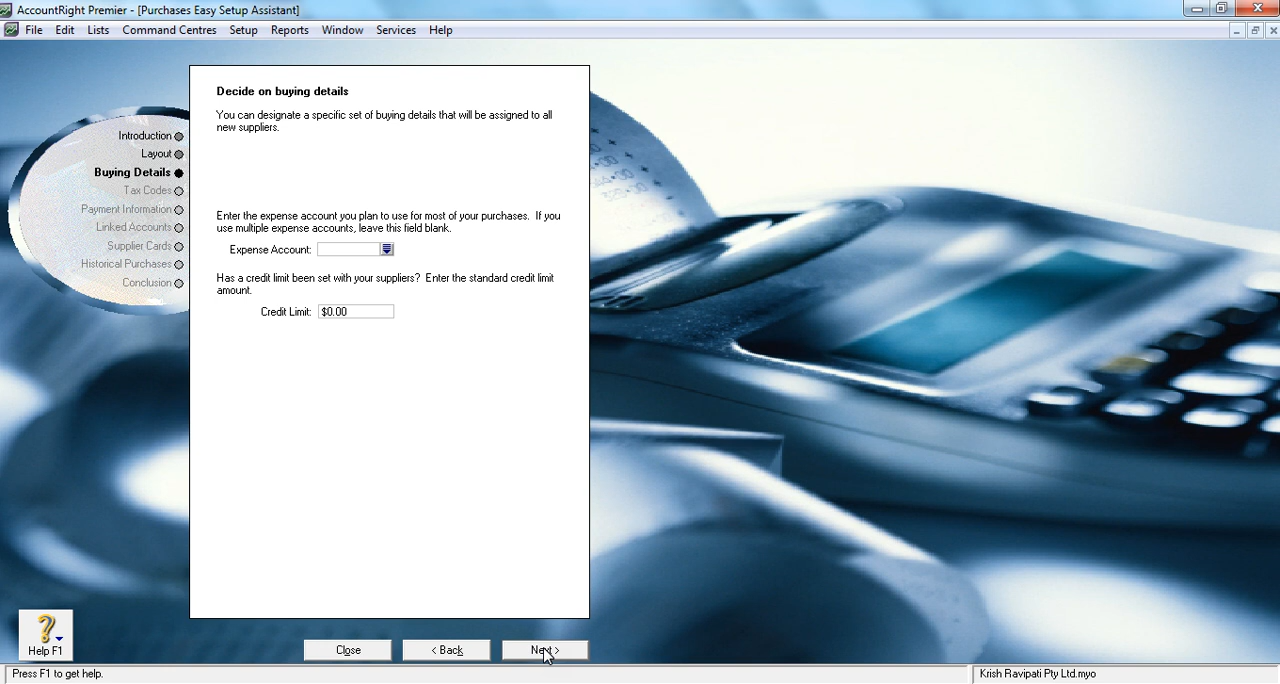 AccountRight Premier - [Purchases Easy Setup Assistant]
File Edit Lists Command Centres Setup Reports Window Services Help
Decide on buying details
You can designate a specific set of buying details that will be assigned to all
new suppliers.
Introduction
Layout
Buying Details
Tax Codes
Payment Information
Linked Accounts
Supplier Cards
Historical Purchases
Conclusion
Enter the expense account you plan to use for most of your purchases. If you
use multiple expense accounts, leave this field blank.
Expense Account:
Has a credit limit been set with your suppliers? Enter the standard credit limit
amount.
Credit Limit: $0.00
Help F1
Close < Back Next >
Press F1 to get help. Krish Ravipati Pty Ltd.myo